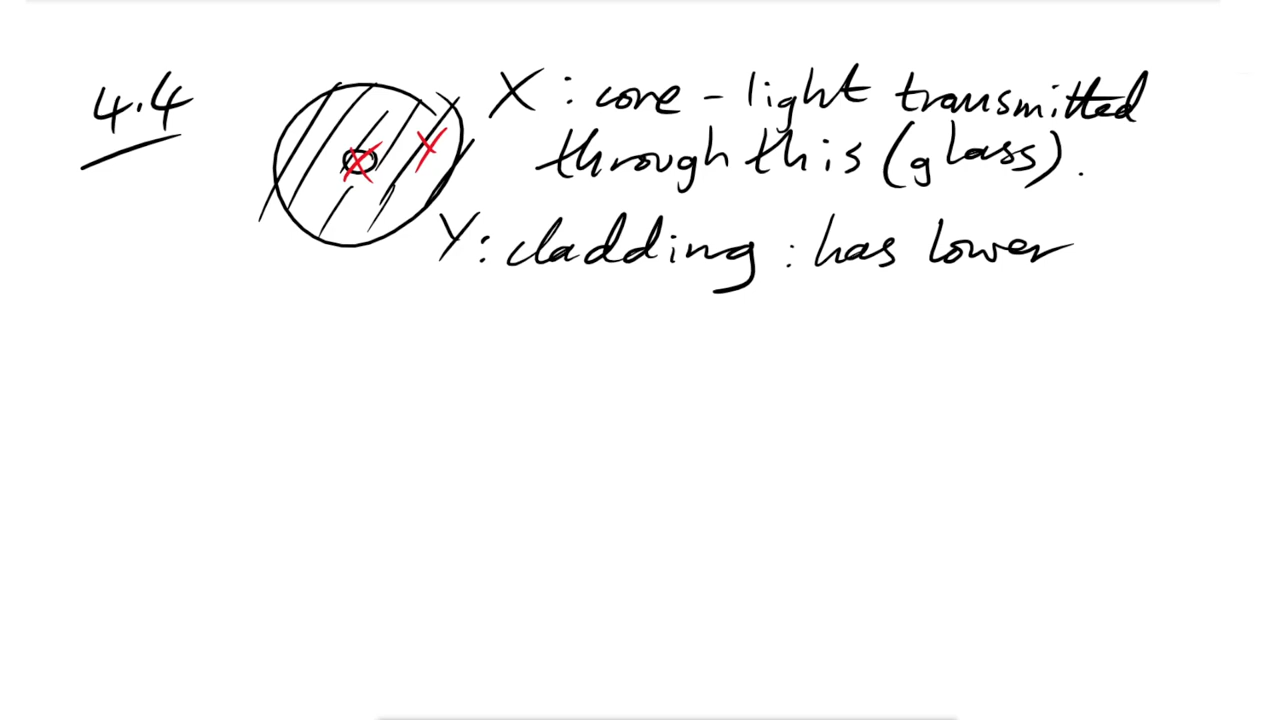 4.4
X : core - light transmitted
through this (glass).
X Y
Y : cladding : has lower